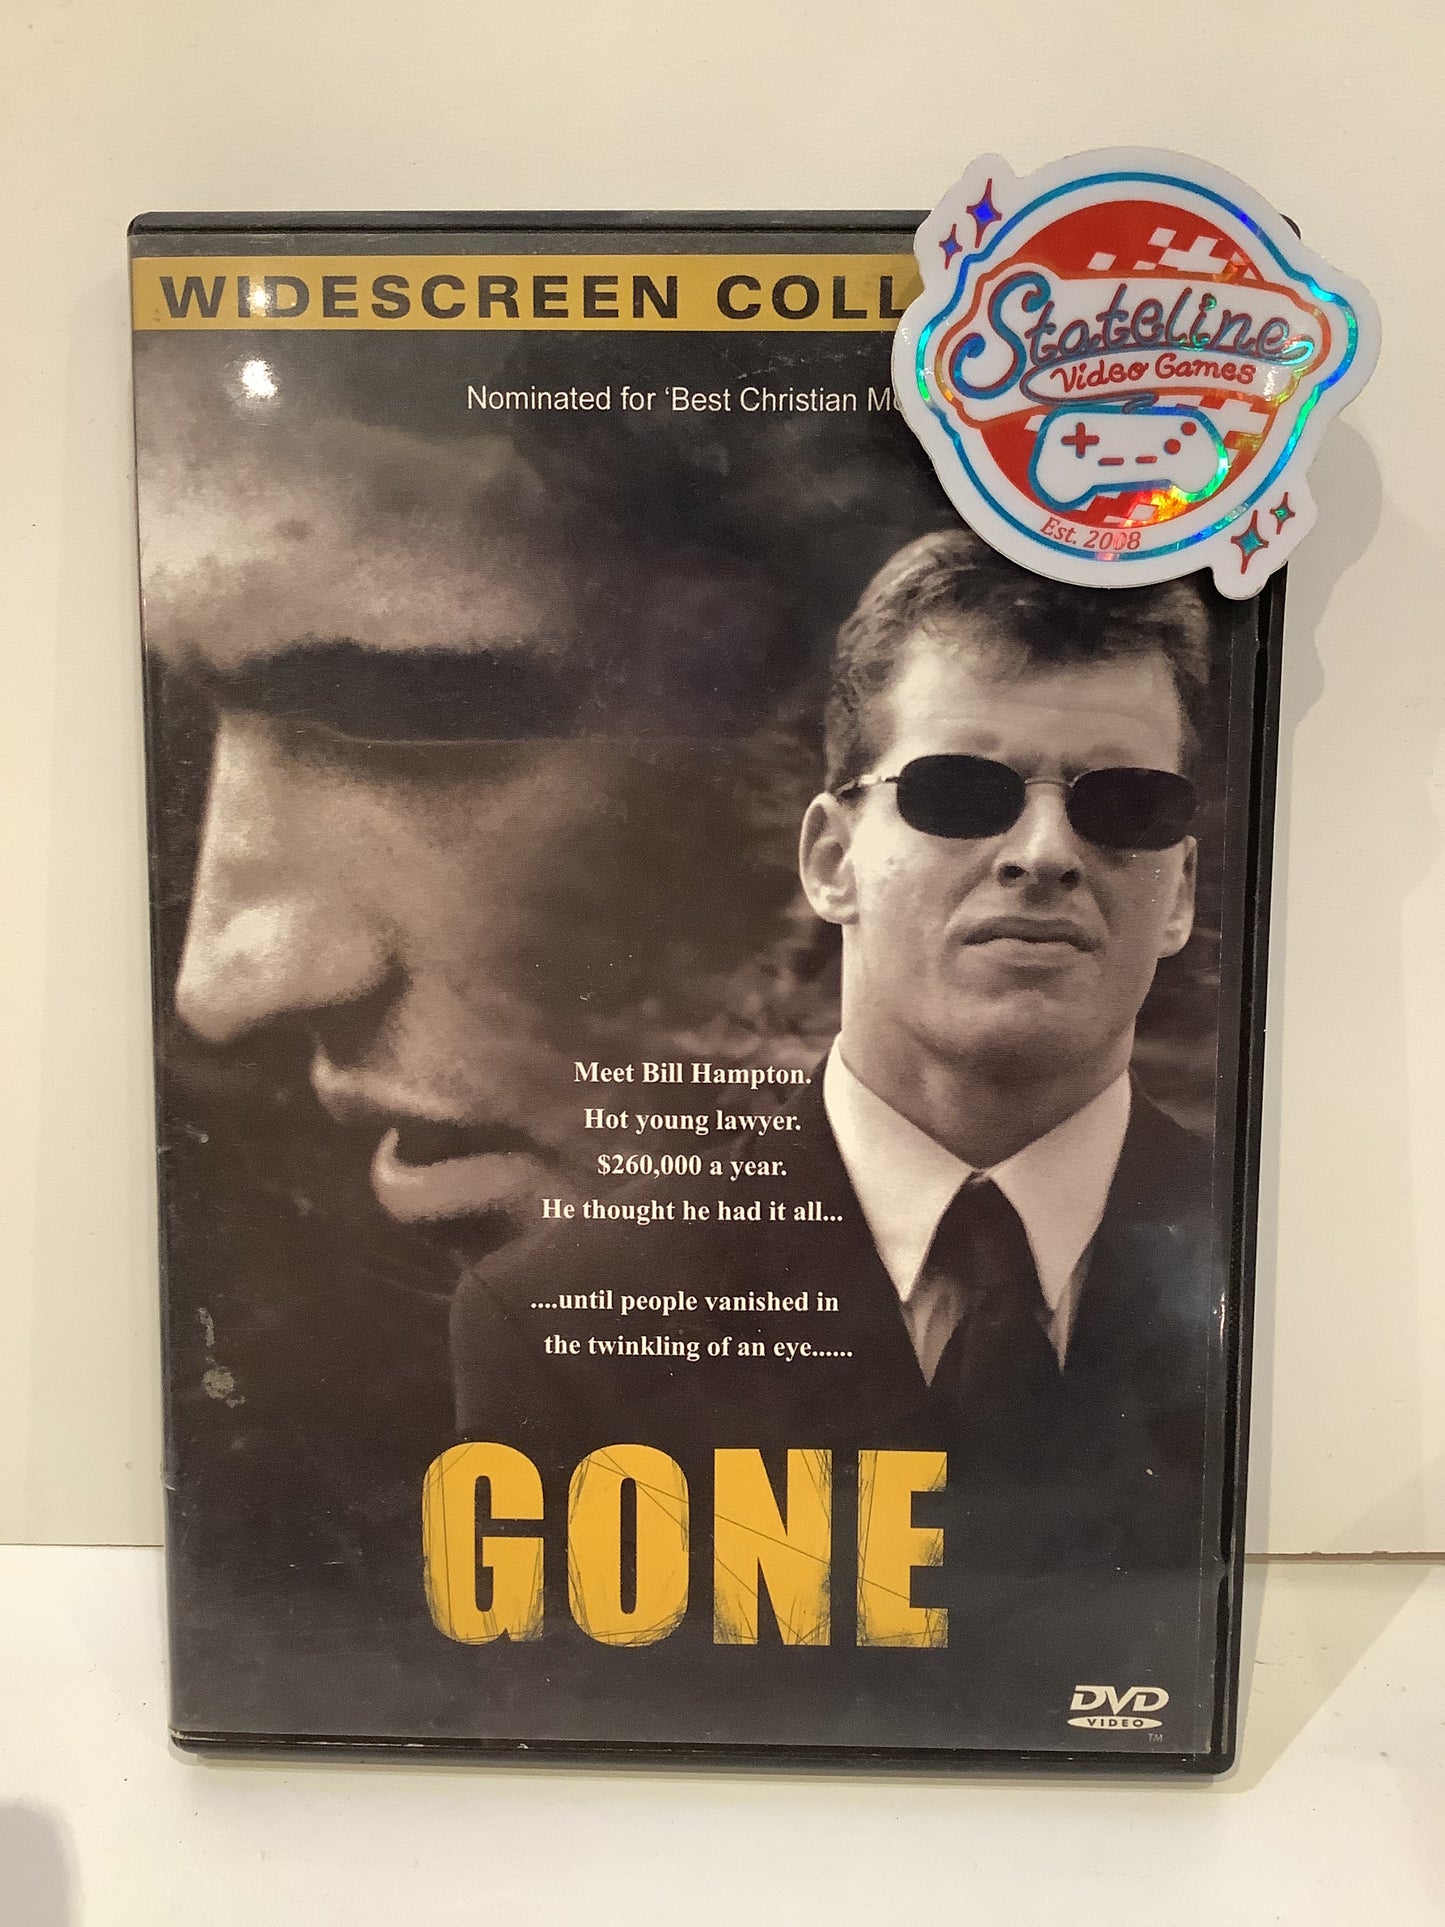 WIDESCREEN COLL
Nominated for ‘Best Christian
Stateline
Video Games
Est. 2008
Meet Bill Hampton.
Hot young lawyer.
$260,000 a year.
He thought he had it all...
....until people vanished in
the twinkling of an eye......
GONE
DVD
VIDEO
TM